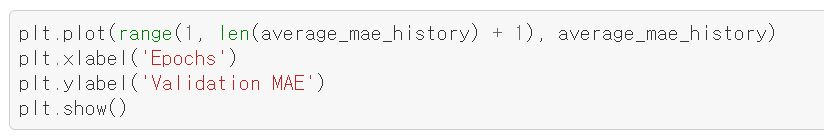 plt.plot(range(1, len(average_mae_history) + 1), average_mae_history)
plt.xlabel('Epochs')
plt.ylabel('Validation MAE')
plt.show()